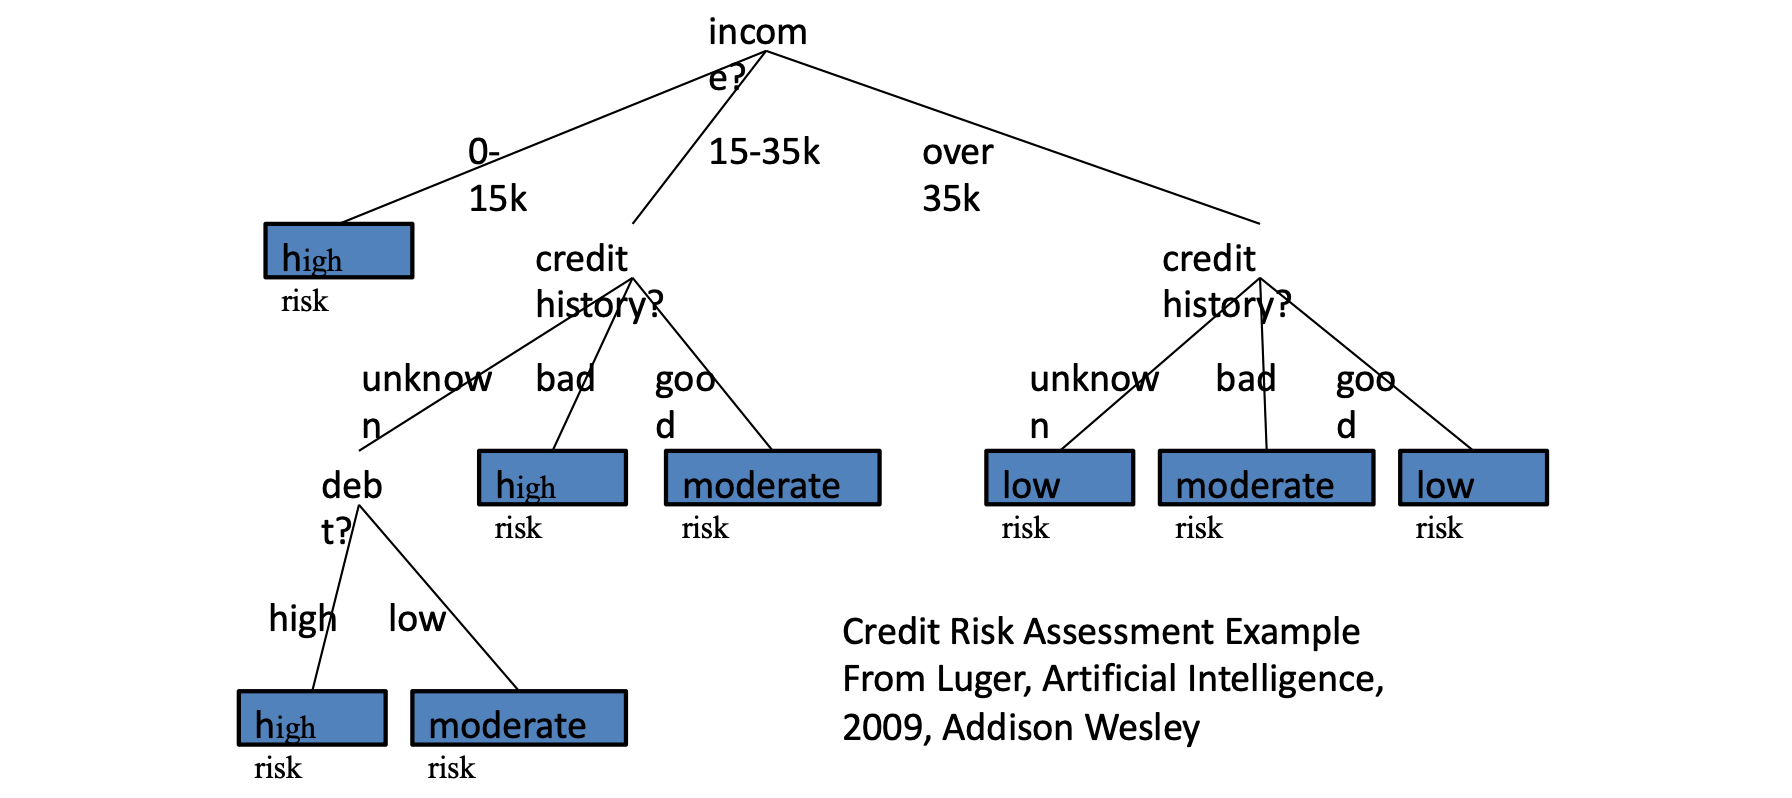 incom
e?
0-
15k
15-35k
over
35k
high
risk
credit
history?
credit
history?
unknow
n
bad
goo
d
unknow
n
bad
goo
d
deb
t?
high
risk
moderate
risk
low
risk
moderate
risk
low
risk
high
low
high
risk
moderate
risk
Credit Risk Assessment Example
From Luger, Artificial Intelligence,
2009, Addison Wesley